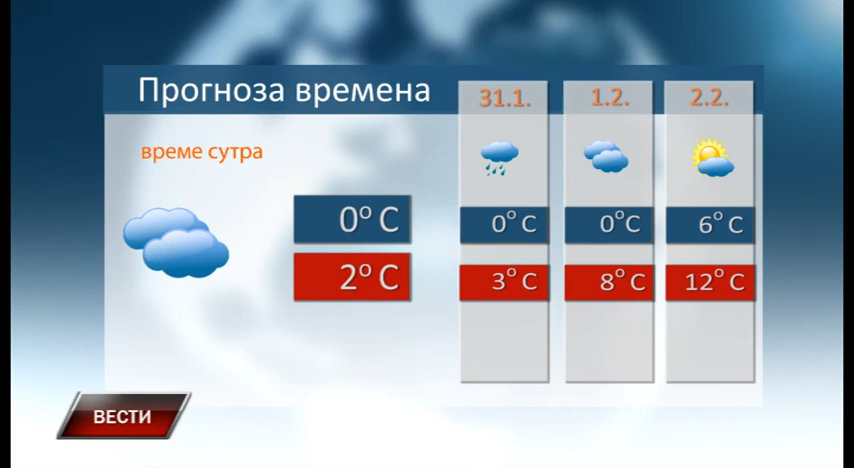 Прогноза времена
време сутра
0° C
2° C
31.1.
0° C
3° C
1.2.
0°C
8° C
2.2.
6° C
12° C
ВЕСТИ